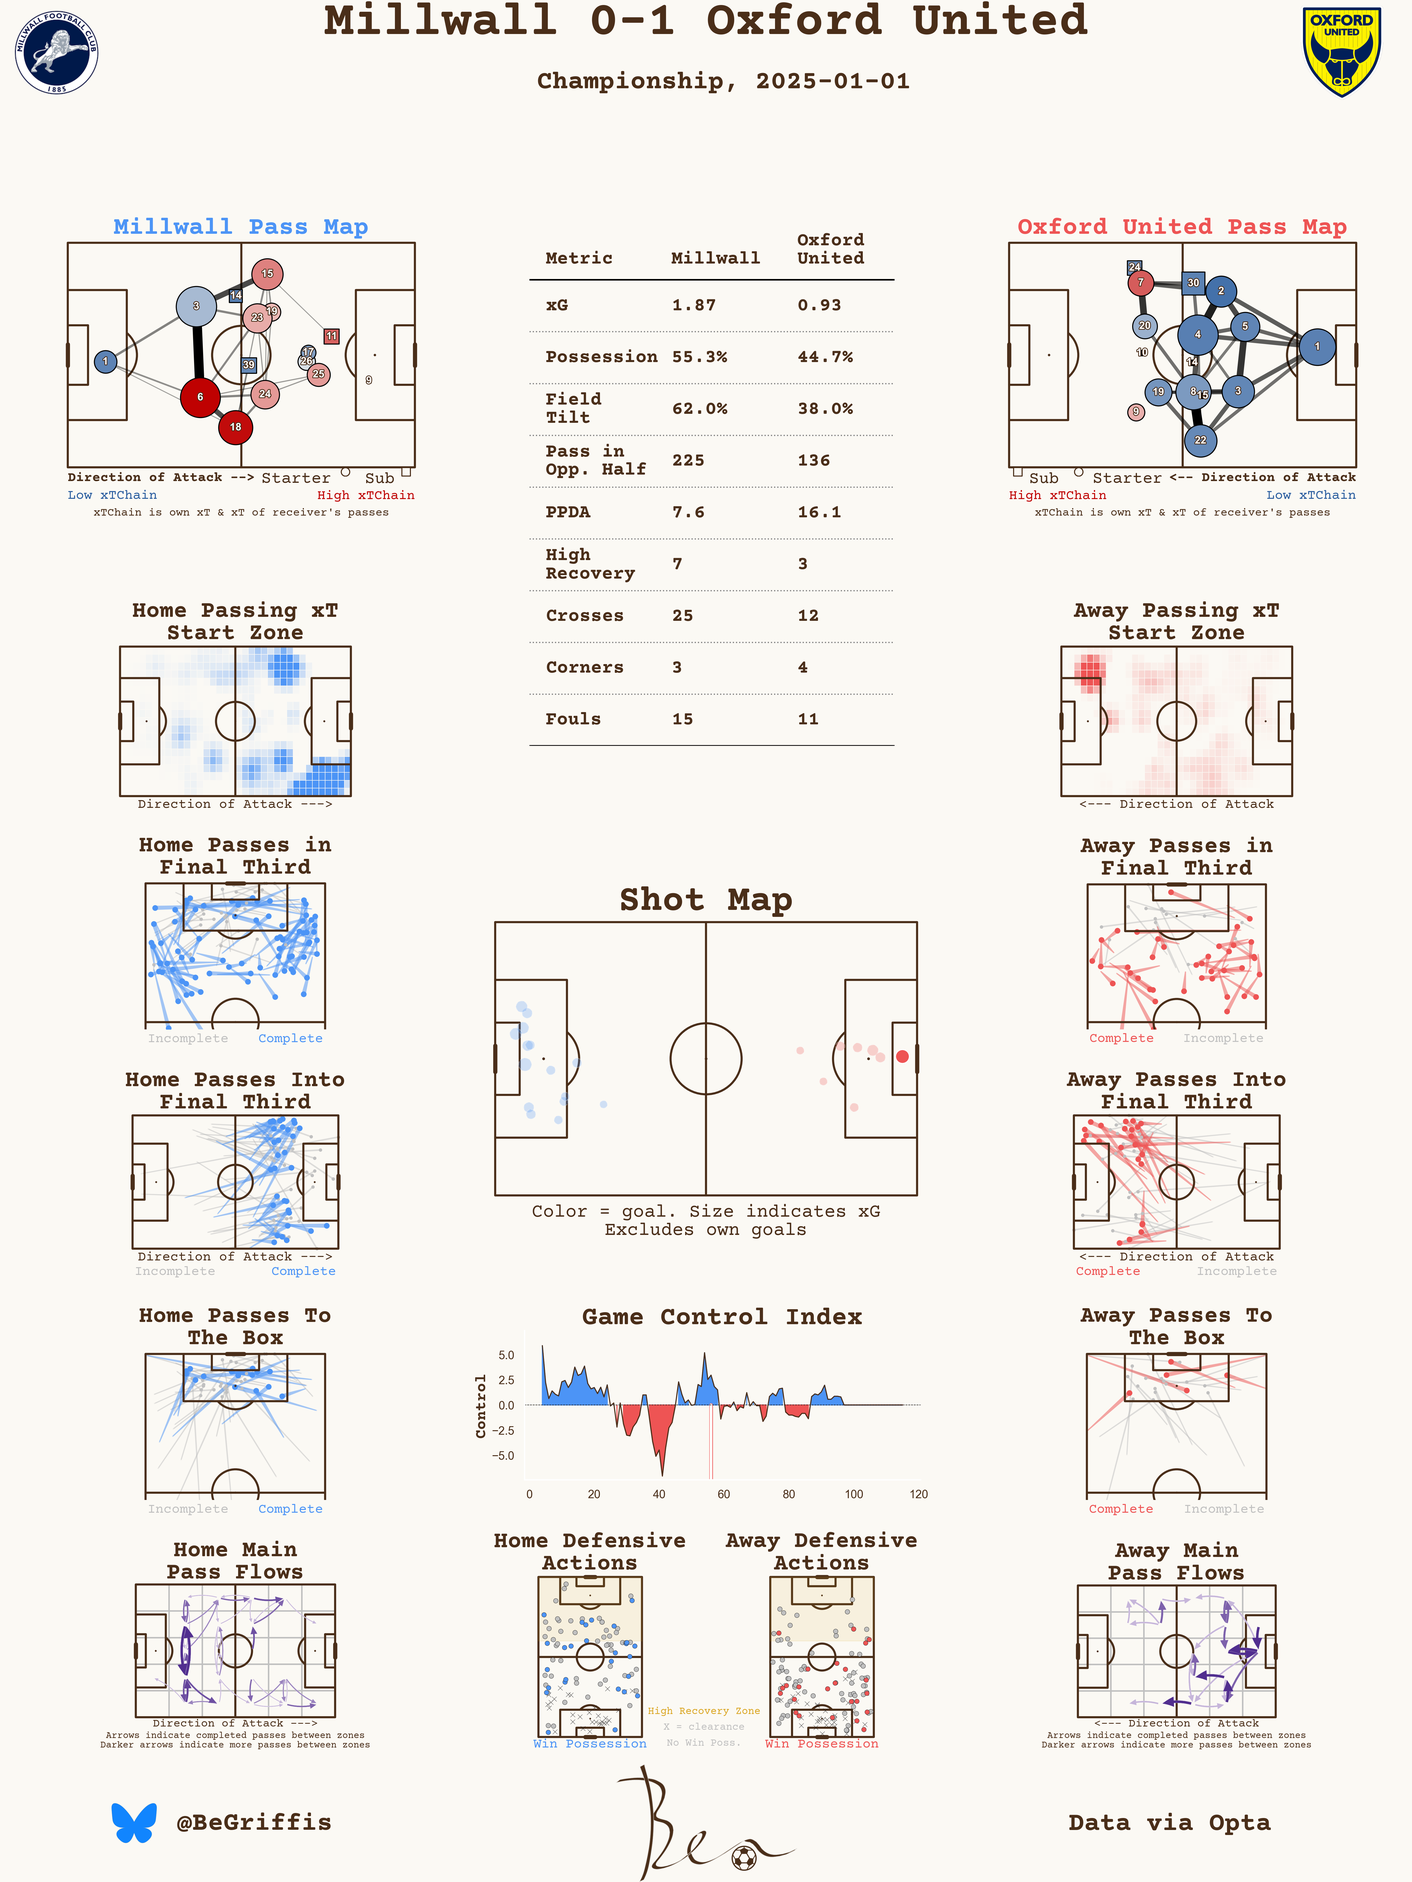 Millwall 0-1 Oxford United
Championship, 2025-01-01
MILLWALL FOOTBALL CLUB
1885
OXFORD
UNITED
Millwall Pass Map
1
3
6
18
15
14
23
19
39
24
17
26
25
11
9
Direction of Attack --> Starter Sub
Low xTChain High xTChain
xTChain is own xT & xT of receiver's passes
Metric Millwall Oxford United
xG 1.87 0.93
Possession 55.3% 44.7%
Field Tilt 62.0% 38.0%
Pass in Opp. Half 225 136
PPDA 7.6 16.1
High Recovery 7 3
Crosses 25 12
Corners 3 4
Fouls 15 11
Oxford United Pass Map
24
7
30
2
20
4
5
10
14
1
19
8
15
3
9
22
Sub Starter <-- Direction of Attack
High xTChain Low xTChain
xTChain is own xT & xT of receiver's passes
Home Passing xT
Start Zone
Direction of Attack --->
Away Passing xT
Start Zone
<--- Direction of Attack
Home Passes in
Final Third
Incomplete Complete
Away Passes in
Final Third
Complete Incomplete
Shot Map
Color = goal. Size indicates xG
Excludes own goals
Home Passes Into
Final Third
Direction of Attack --->
Incomplete Complete
Away Passes Into
Final Third
<--- Direction of Attack
Complete Incomplete
Home Passes To
The Box
Incomplete Complete
Game Control Index
Control
5.0
2.5
0.0
−2.5
−5.0
0 20 40 60 80 100 120
Away Passes To
The Box
Complete Incomplete
Home Main
Pass Flows
Direction of Attack --->
Arrows indicate completed passes between zones
Darker arrows indicate more passes between zones
Home Defensive
Actions
Win Possession
High Recovery Zone
X = clearance
No Win Poss.
Away Defensive
Actions
Win Possession
Away Main
Pass Flows
<--- Direction of Attack
Arrows indicate completed passes between zones
Darker arrows indicate more passes between zones
@BeGriffis
Ben
Data via Opta